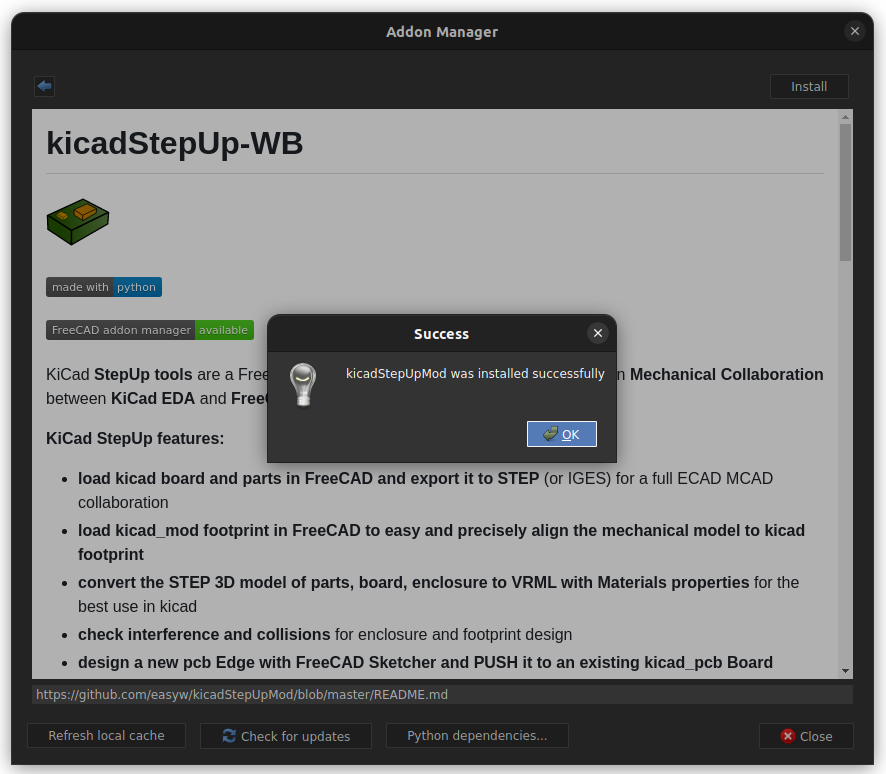 Addon Manager
Install
kicadStepUp-WB
made with python
FreeCAD addon manager available
KiCad StepUp tools are a Free
n Mechanical Collaboration
between KiCad EDA and Free
Success
kicadStepUpMod was installed successfully
OK
KiCad StepUp features:
load kicad board and parts in FreeCAD and export it to STEP (or IGES) for a full ECAD MCAD
collaboration
load kicad_mod footprint in FreeCAD to easy and precisely align the mechanical model to kicad
footprint
convert the STEP 3D model of parts, board, enclosure to VRML with Materials properties for the
best use in kicad
check interference and collisions for enclosure and footprint design
design a new pcb Edge with FreeCAD Sketcher and PUSH it to an existing kicad_pcb Board
https://github.com/easyw/kicadStepUpMod/blob/master/README.md
Refresh local cache
Check for updates
Python dependencies...
Close